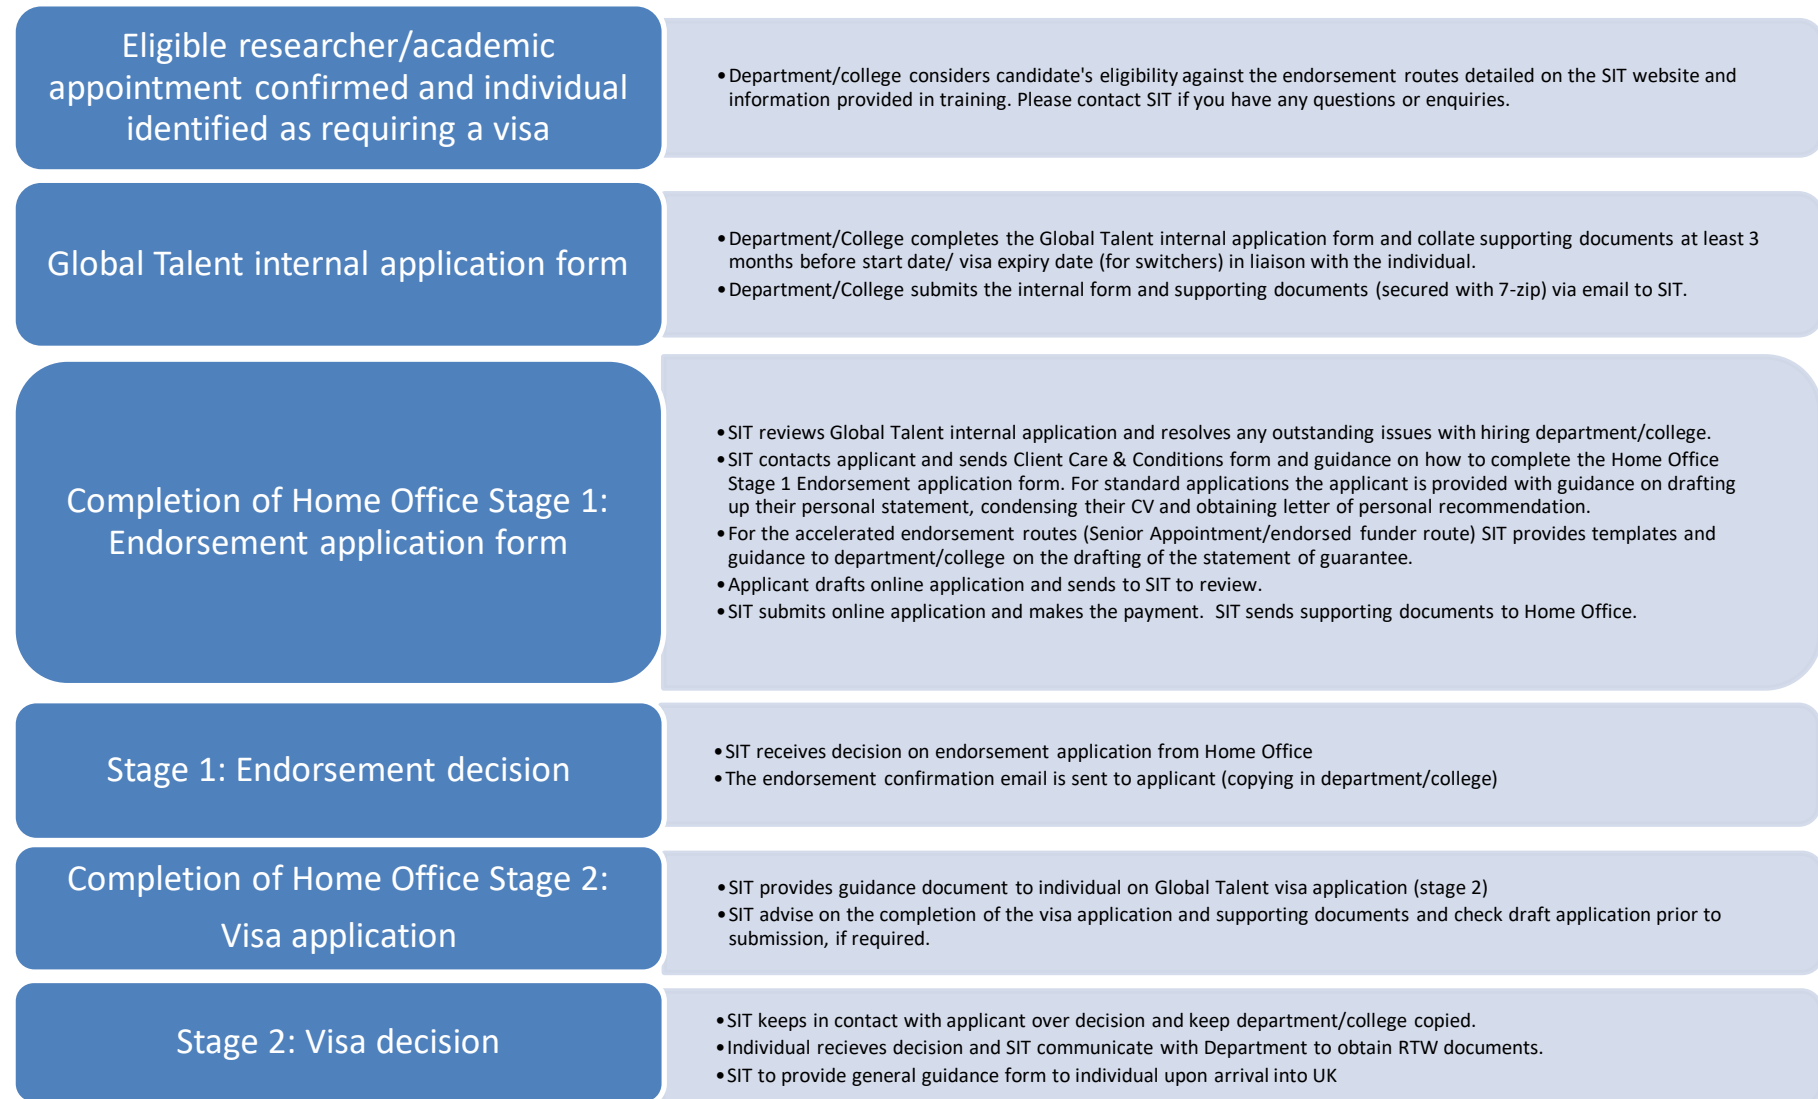 Eligible researcher/academic
appointment confirmed and individual
identified as requiring a visa
•Department/college considers candidate's eligibility against the endorsement routes detailed on the SIT website and
information provided in training. Please contact SIT if you have any questions or enquiries.
Global Talent internal application form
•Department/College completes the Global Talent internal application form and collate supporting documents at least 3
months before start date/ visa expiry date (for switchers) in liaison with the individual.
•Department/College submits the internal form and supporting documents (secured with 7-zip) via email to SIT.
Completion of Home Office Stage 1:
Endorsement application form
•SIT reviews Global Talent internal application and resolves any outstanding issues with hiring department/college.
•SIT contacts applicant and sends Client Care & Conditions form and guidance on how to complete the Home Office
Stage 1 Endorsement application form. For standard applications the applicant is provided with guidance on drafting
up their personal statement, condensing their CV and obtaining letter of personal recommendation.
•For the accelerated endorsement routes (Senior Appointment/endorsed funder route) SIT provides templates and
guidance to department/college on the drafting of the statement of guarantee.
•Applicant drafts online application and sends to SIT to review.
•SIT submits online application and makes the payment. SIT sends supporting documents to Home Office.
Stage 1: Endorsement decision
•SIT receives decision on endorsement application from Home Office
•The endorsement confirmation email is sent to applicant (copying in department/college)
Completion of Home Office Stage 2:
Visa application
•SIT provides guidance document to individual on Global Talent visa application (stage 2)
•SIT advise on the completion of the visa application and supporting documents and check draft application prior to
submission, if required.
Stage 2: Visa decision
•SIT keeps in contact with applicant over decision and keep department/college copied.
•Individual recieves decision and SIT communicate with Department to obtain RTW documents.
•SIT to provide general guidance form to individual upon arrival into UK